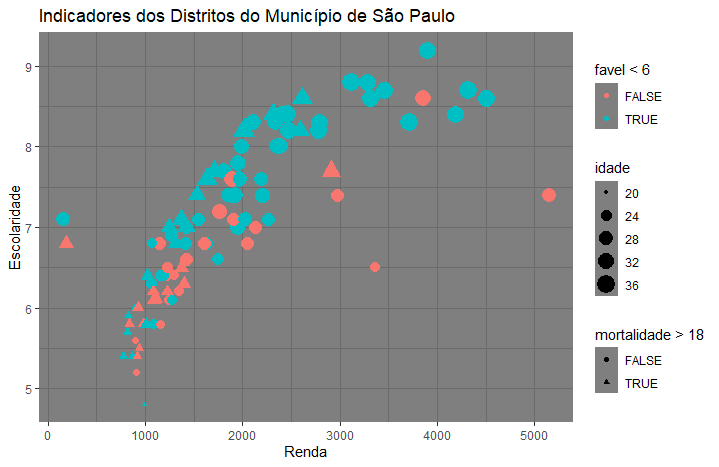 Indicadores dos Distritos do Município de São Paulo
Escolaridade
9
8
7
6
5
0 1000 2000 3000 4000 5000
Renda
favel < 6
FALSE
TRUE
idade
20
24
28
32
36
mortalidade > 18
FALSE
TRUE